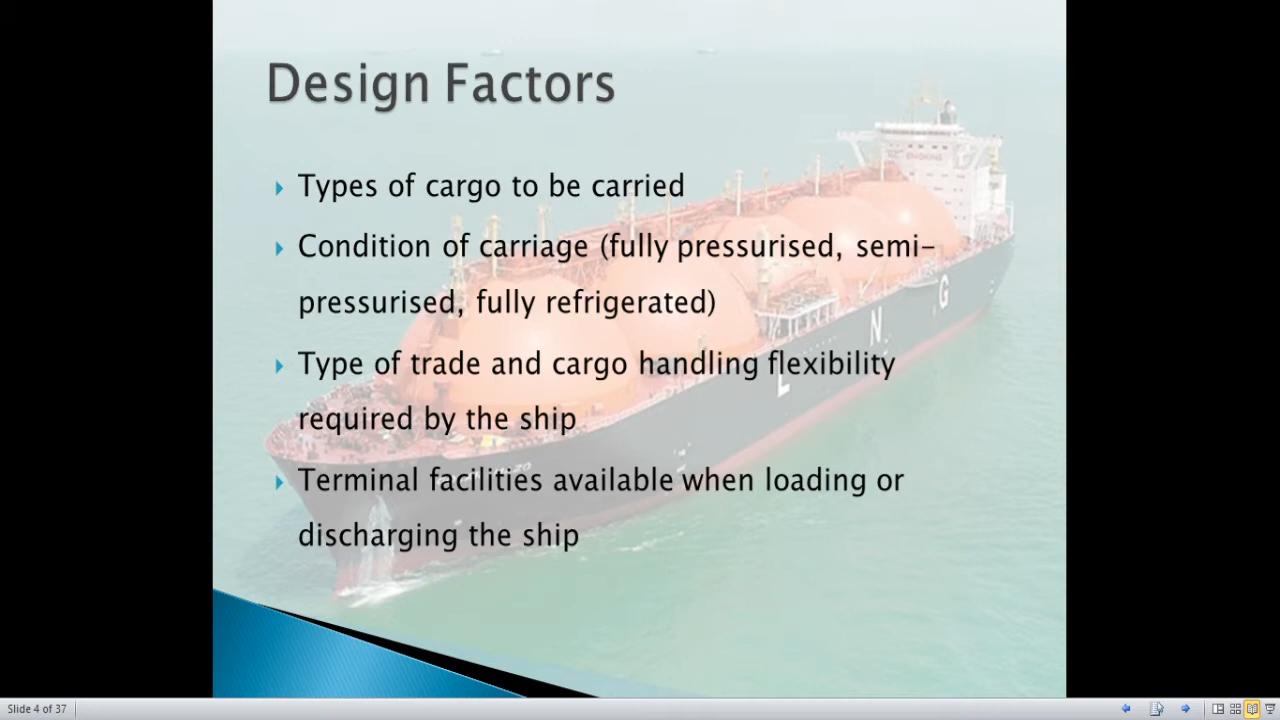 Design Factors
Types of cargo to be carried
Condition of carriage (fully pressurised, semi-
pressurised, fully refrigerated)
Type of trade and cargo handling flexibility
required by the ship
Terminal facilities available when loading or
discharging the ship
SMOKING
L N G
Slide 4 of 37